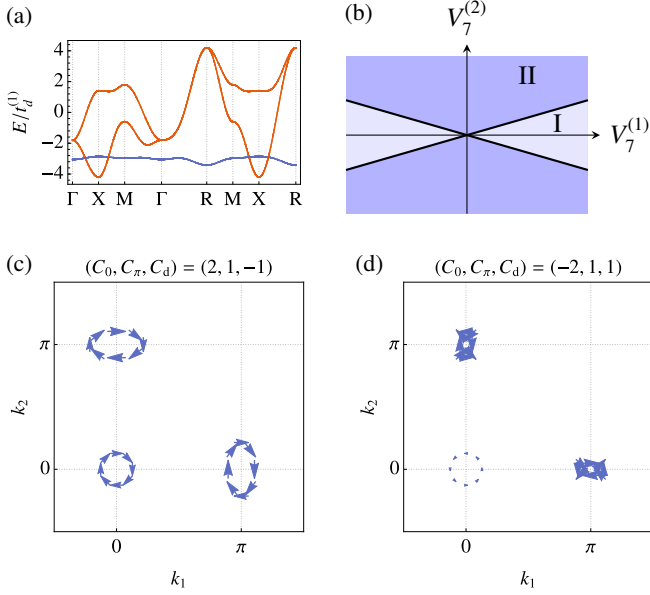 (a)
E/t_d^(1)
4
2
0
−2
−4
Γ X M Γ R M X R
(b)
V_7^(2)
II
I
V_7^(1)
(c)
(C_0, C_π, C_d) = (2, 1, −1)
k_2
π
0
0 π
k_1
(d)
(C_0, C_π, C_d) = (−2, 1, 1)
k_2
π
0
0 π
k_1